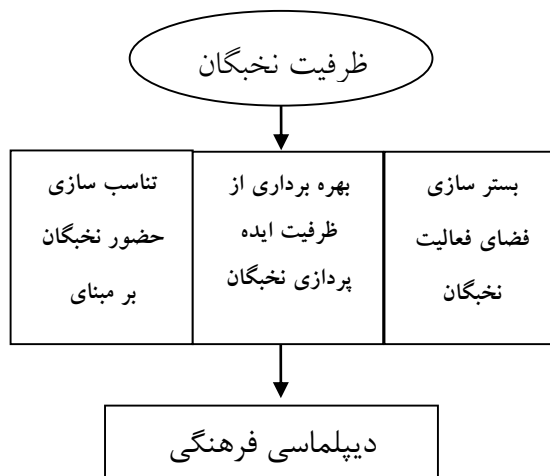 ظرفیت نخبگان
بستر سازی
فضای فعالیت
نخبگان
بهره برداری از
ظرفیت ایده
پردازی نخبگان
تناسب سازی
حضور نخبگان
بر مبنای
دیپلماسی فرهنگی